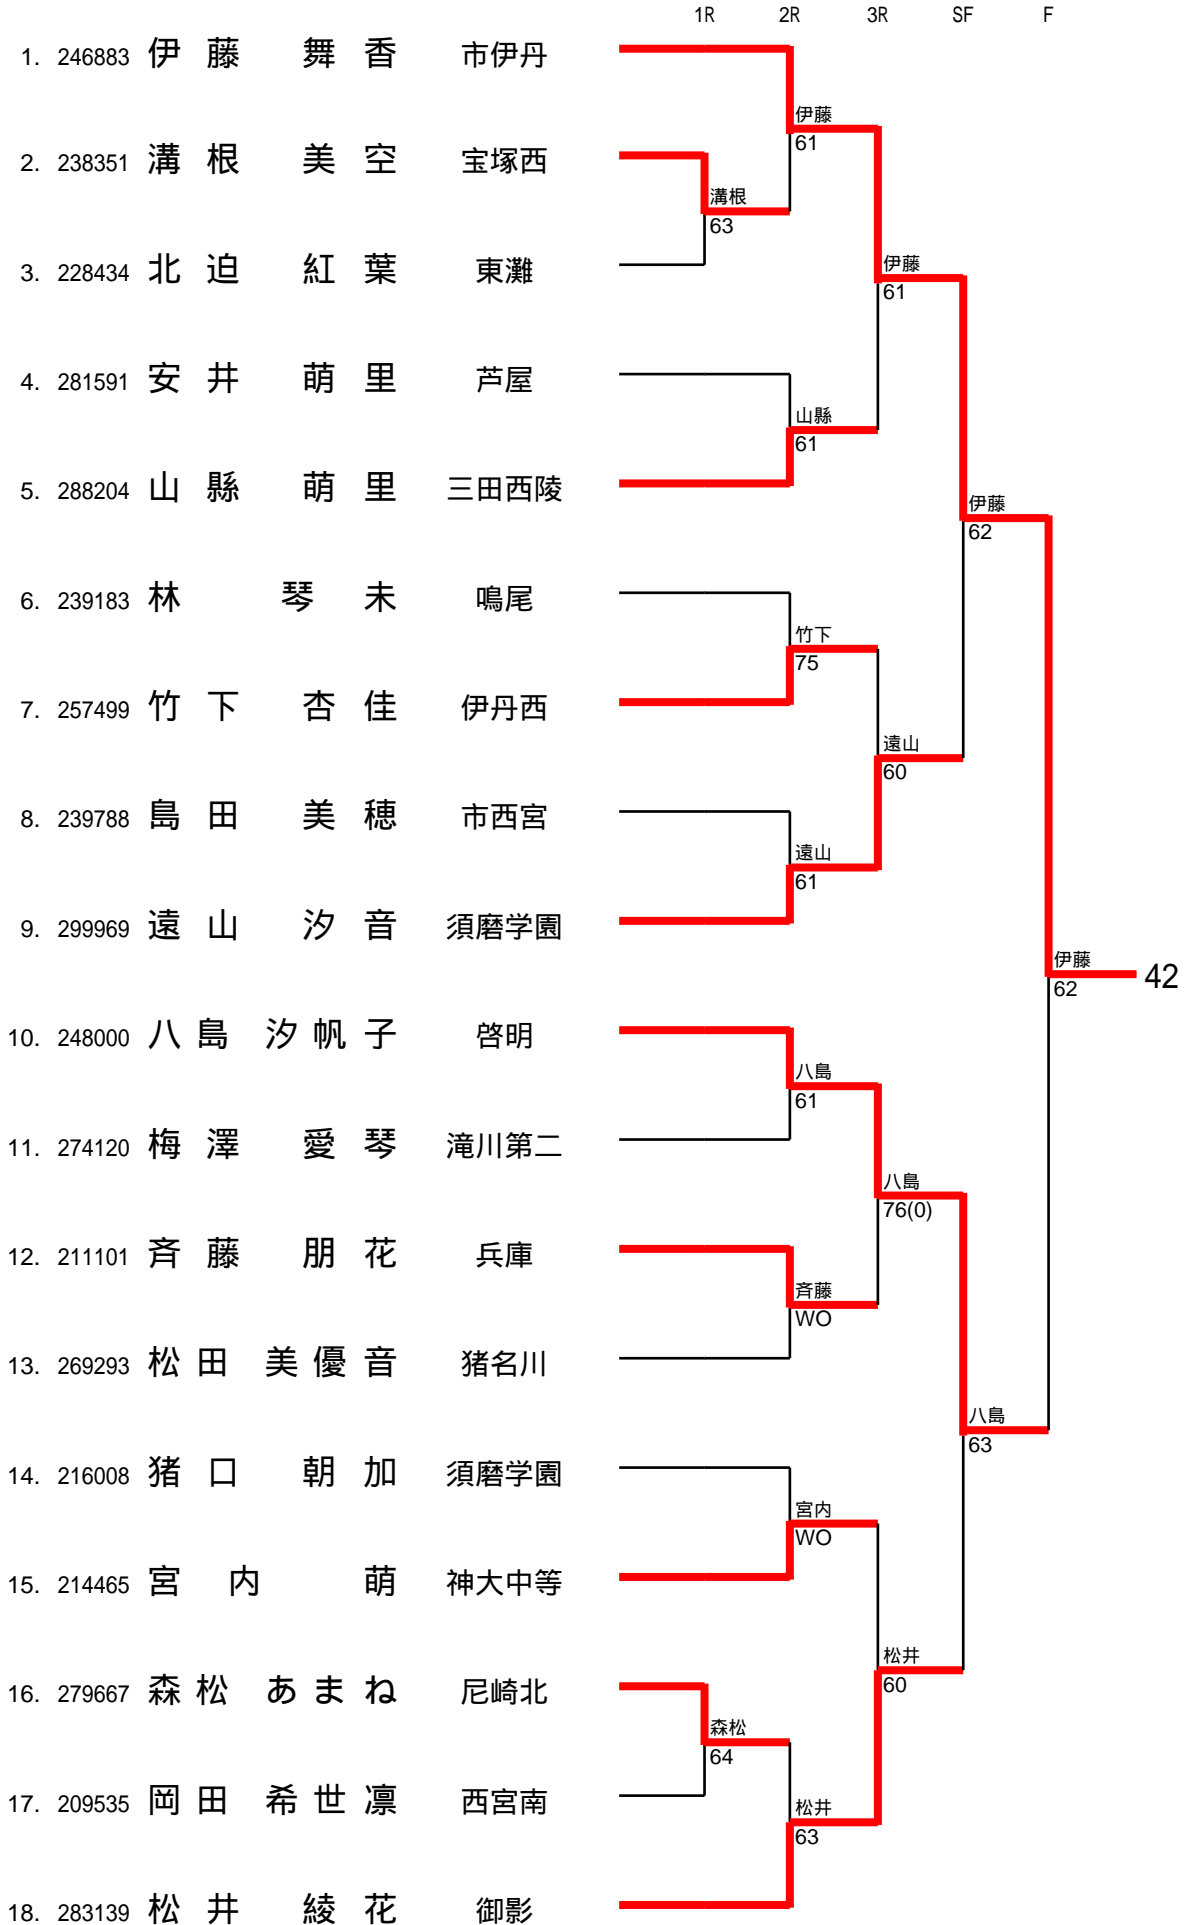 1R 2R 3R SF F
1. 246883 伊藤 舞香 市伊丹
伊藤
61
2. 238351 溝根 美空 宝塚西
溝根
63
3. 228434 北迫 紅葉 東灘
伊藤
61
4. 281591 安井 萌里 芦屋
山縣
61
5. 288204 山縣 萌里 三田西陵
伊藤
62
6. 239183 林 琴未 鳴尾
竹下
75
7. 257499 竹下 杏佳 伊丹西
遠山
60
8. 239788 島田 美穂 市西宮
遠山
61
9. 299969 遠山 汐音 須磨学園
伊藤
62
42
10. 248000 八島 汐帆子 啓明
八島
61
11. 274120 梅澤 愛琴 滝川第二
八島
76(0)
12. 211101 斉藤 朋花 兵庫
斉藤
WO
13. 269293 松田 美優音 猪名川
八島
63
14. 216008 猪口 朝加 須磨学園
宮内
WO
15. 214465 宮内 萌 神大中等
松井
60
16. 279667 森松 あまね 尼崎北
森松
64
17. 209535 岡田 希世凛 西宮南
松井
63
18. 283139 松井 綾花 御影